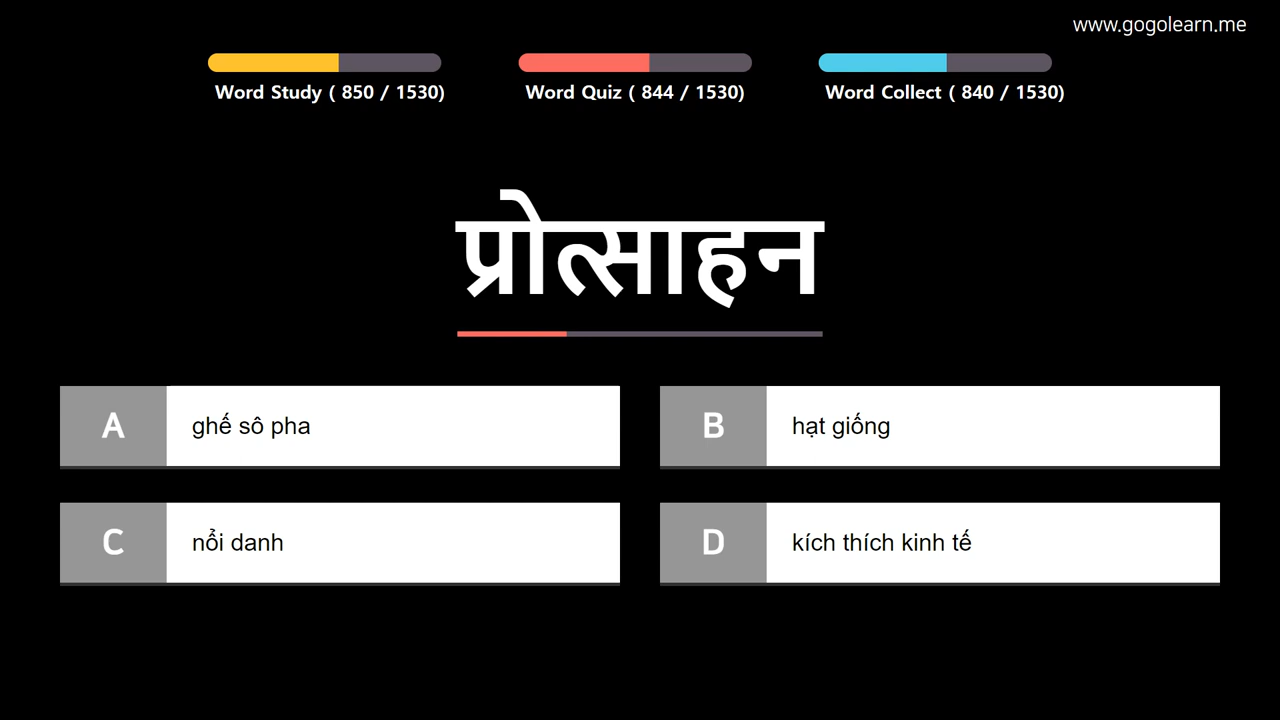 www.gogolearn.me
Word Study ( 850 / 1530)
Word Quiz ( 844 / 1530)
Word Collect ( 840 / 1530)
प्रोत्साहन
A ghế sô pha
B hạt giống
C nổi danh
D kích thích kinh tế